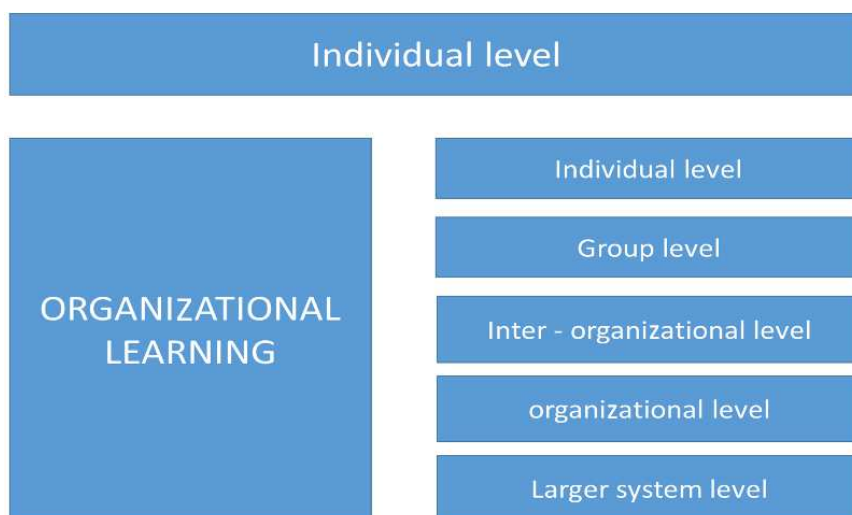 Individual level
ORGANIZATIONAL
LEARNING
Individual level
Group level
Inter - organizational level
organizational level
Larger system level